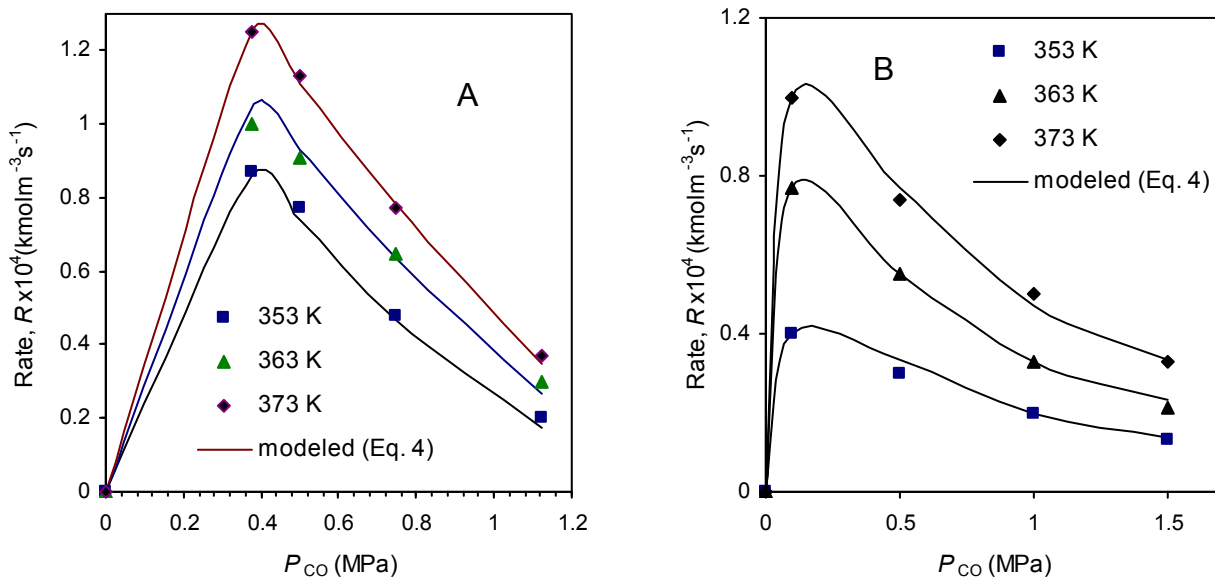 A
Rate, R x10⁴(kmolm⁻³s⁻¹)
1.2
1
0.8
0.6
0.4
0.2
0
353 K
363 K
373 K
modeled (Eq. 4)
0 0.2 0.4 0.6 0.8 1 1.2
P CO (MPa)
B
Rate, R x10⁴ (kmolm⁻³s⁻¹)
1.2
0.8
0.4
0
353 K
363 K
373 K
modeled (Eq. 4)
0 0.5 1 1.5
P CO (MPa)